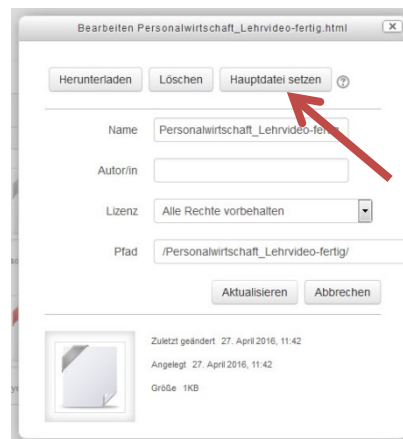 Bearbeiten Personalwirtschaft_Lehrvideo-fertig.html
Herunterladen Löschen Hauptdatei setzen
Name Personalwirtschaft_Lehrvideo-fertig
Autor/in
Lizenz Alle Rechte vorbehalten
Pfad /Personalwirtschaft_Lehrvideo-fertig/
Aktualisieren Abbrechen
Zuletzt geändert 27. April 2016, 11:42
Angelegt 27. April 2016, 11:42
Größe 1KB